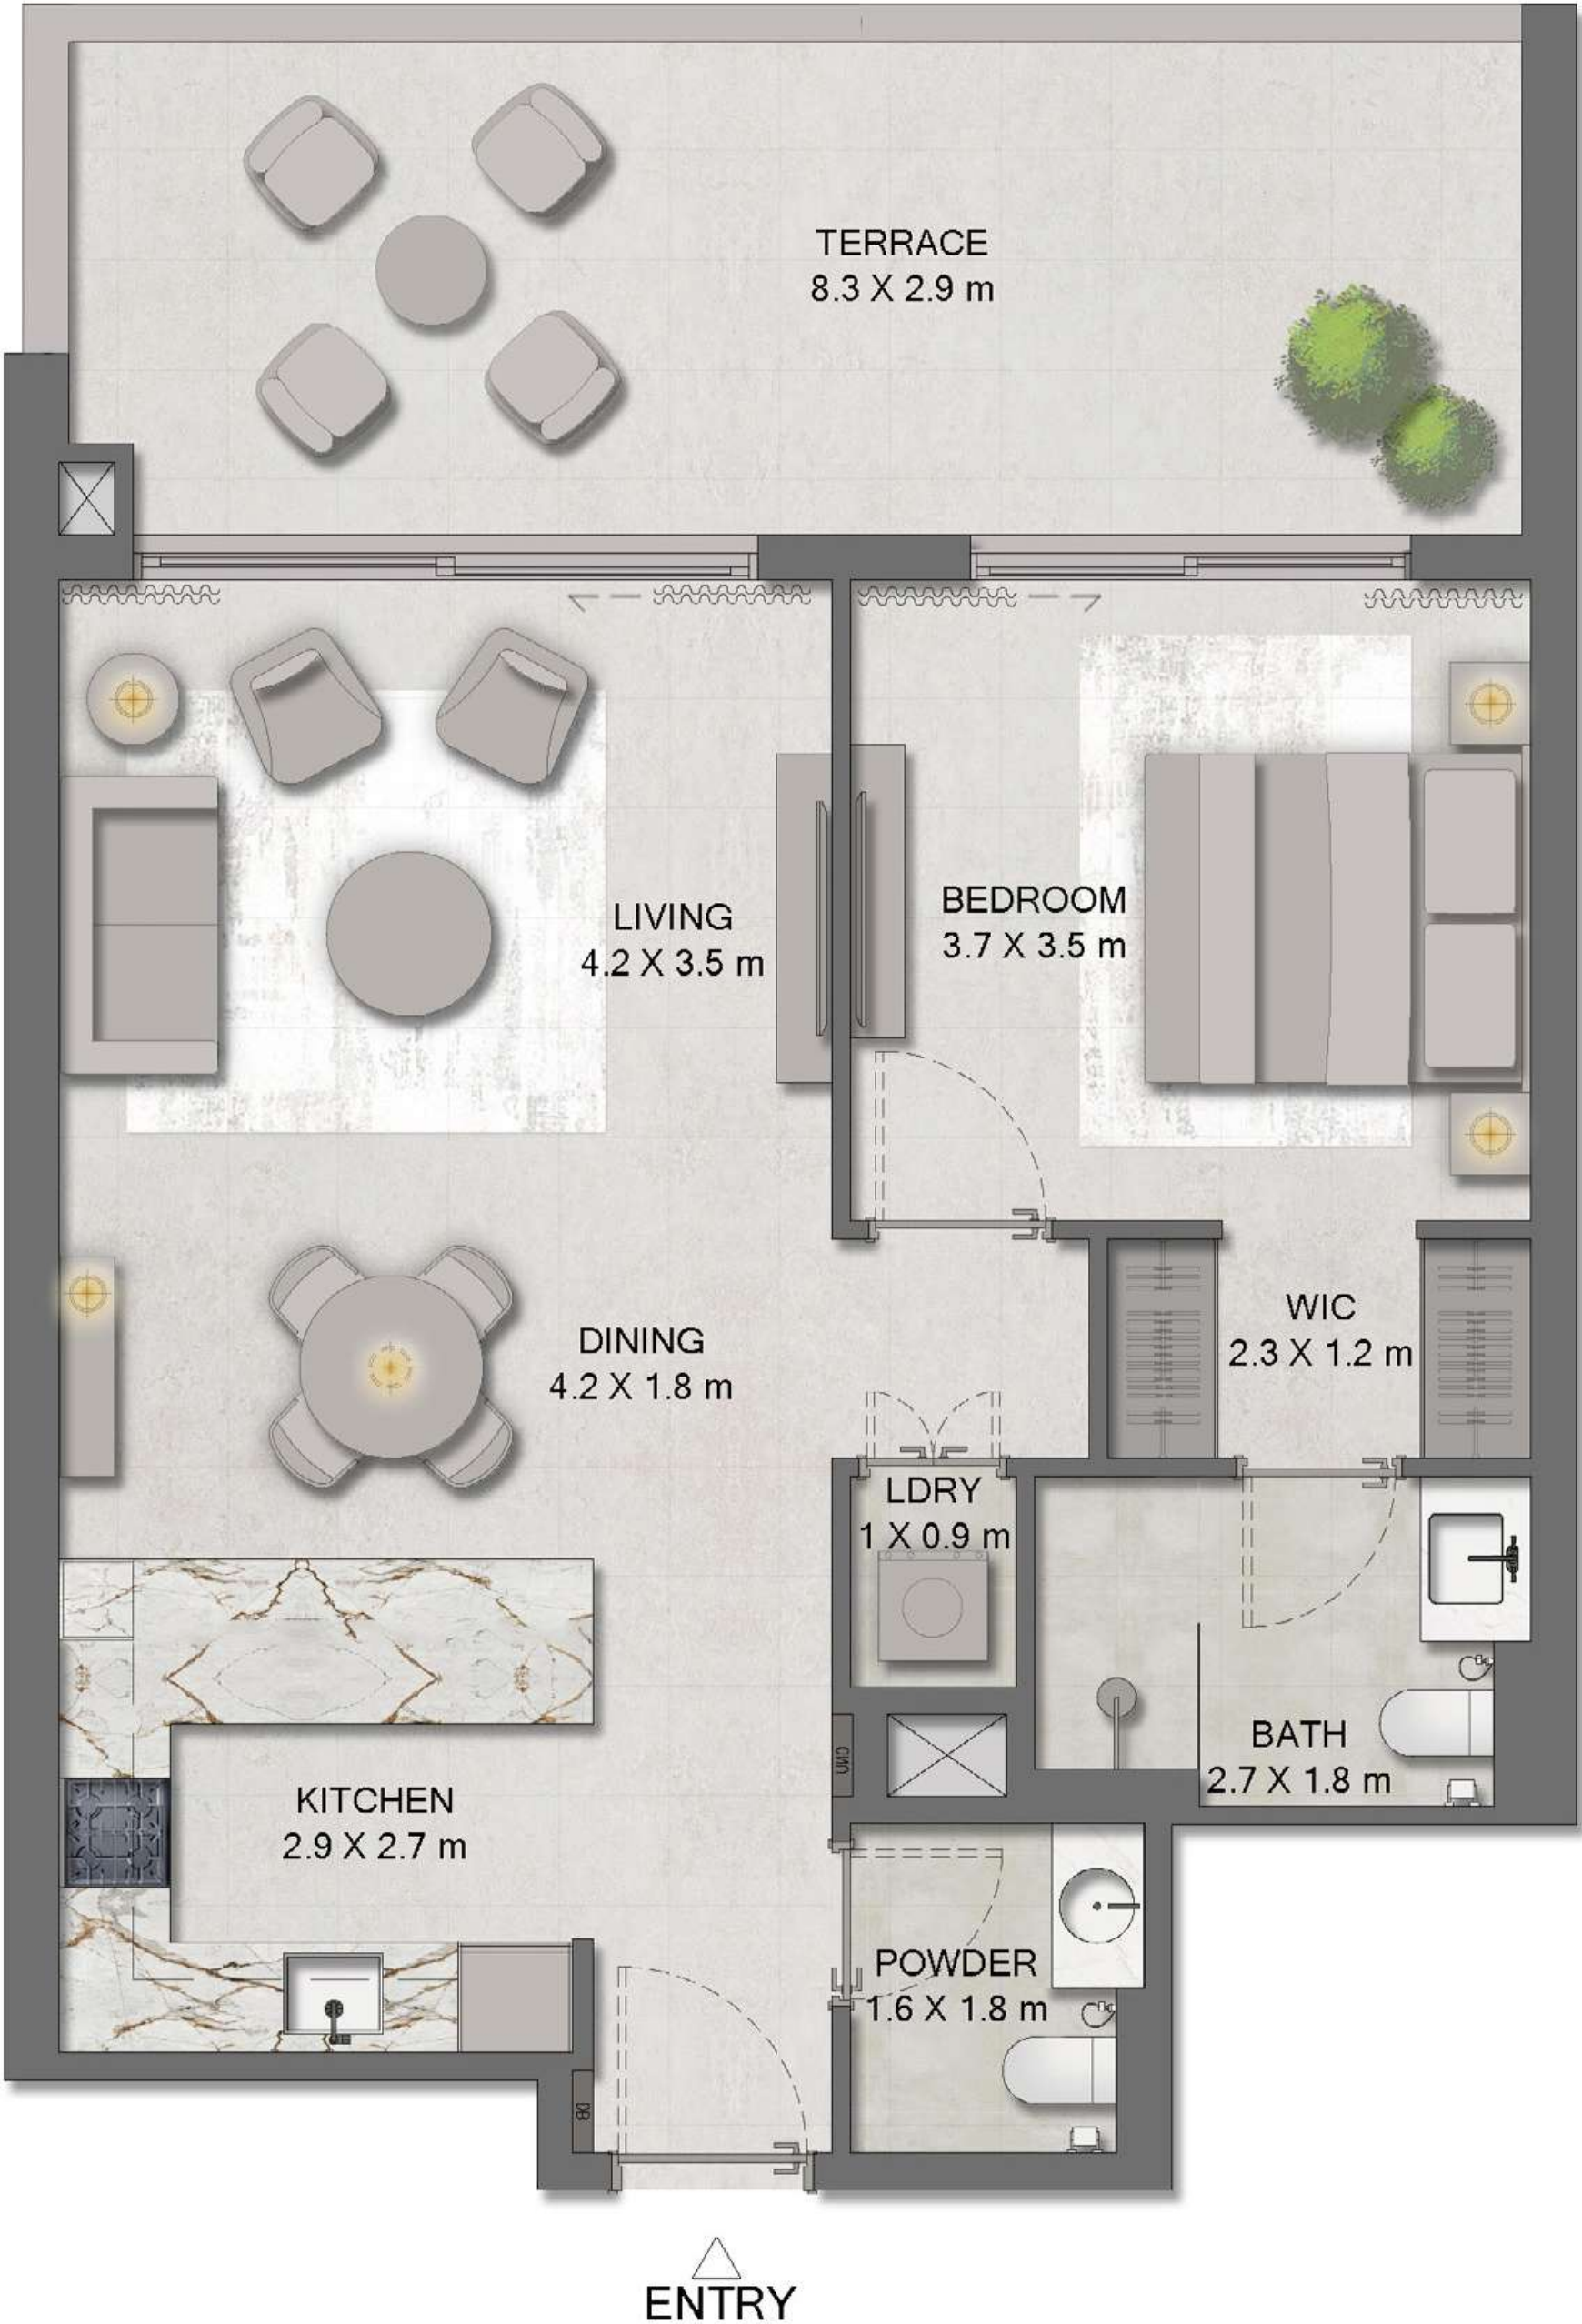 TERRACE
8.3 X 2.9 m
LIVING
4.2 X 3.5 m
BEDROOM
3.7 X 3.5 m
DINING
4.2 X 1.8 m
WIC
2.3 X 1.2 m
LDRY
1 X 0.9 m
KITCHEN
2.9 X 2.7 m
BATH
2.7 X 1.8 m
POWDER
1.6 X 1.8 m
DB
ENTRY